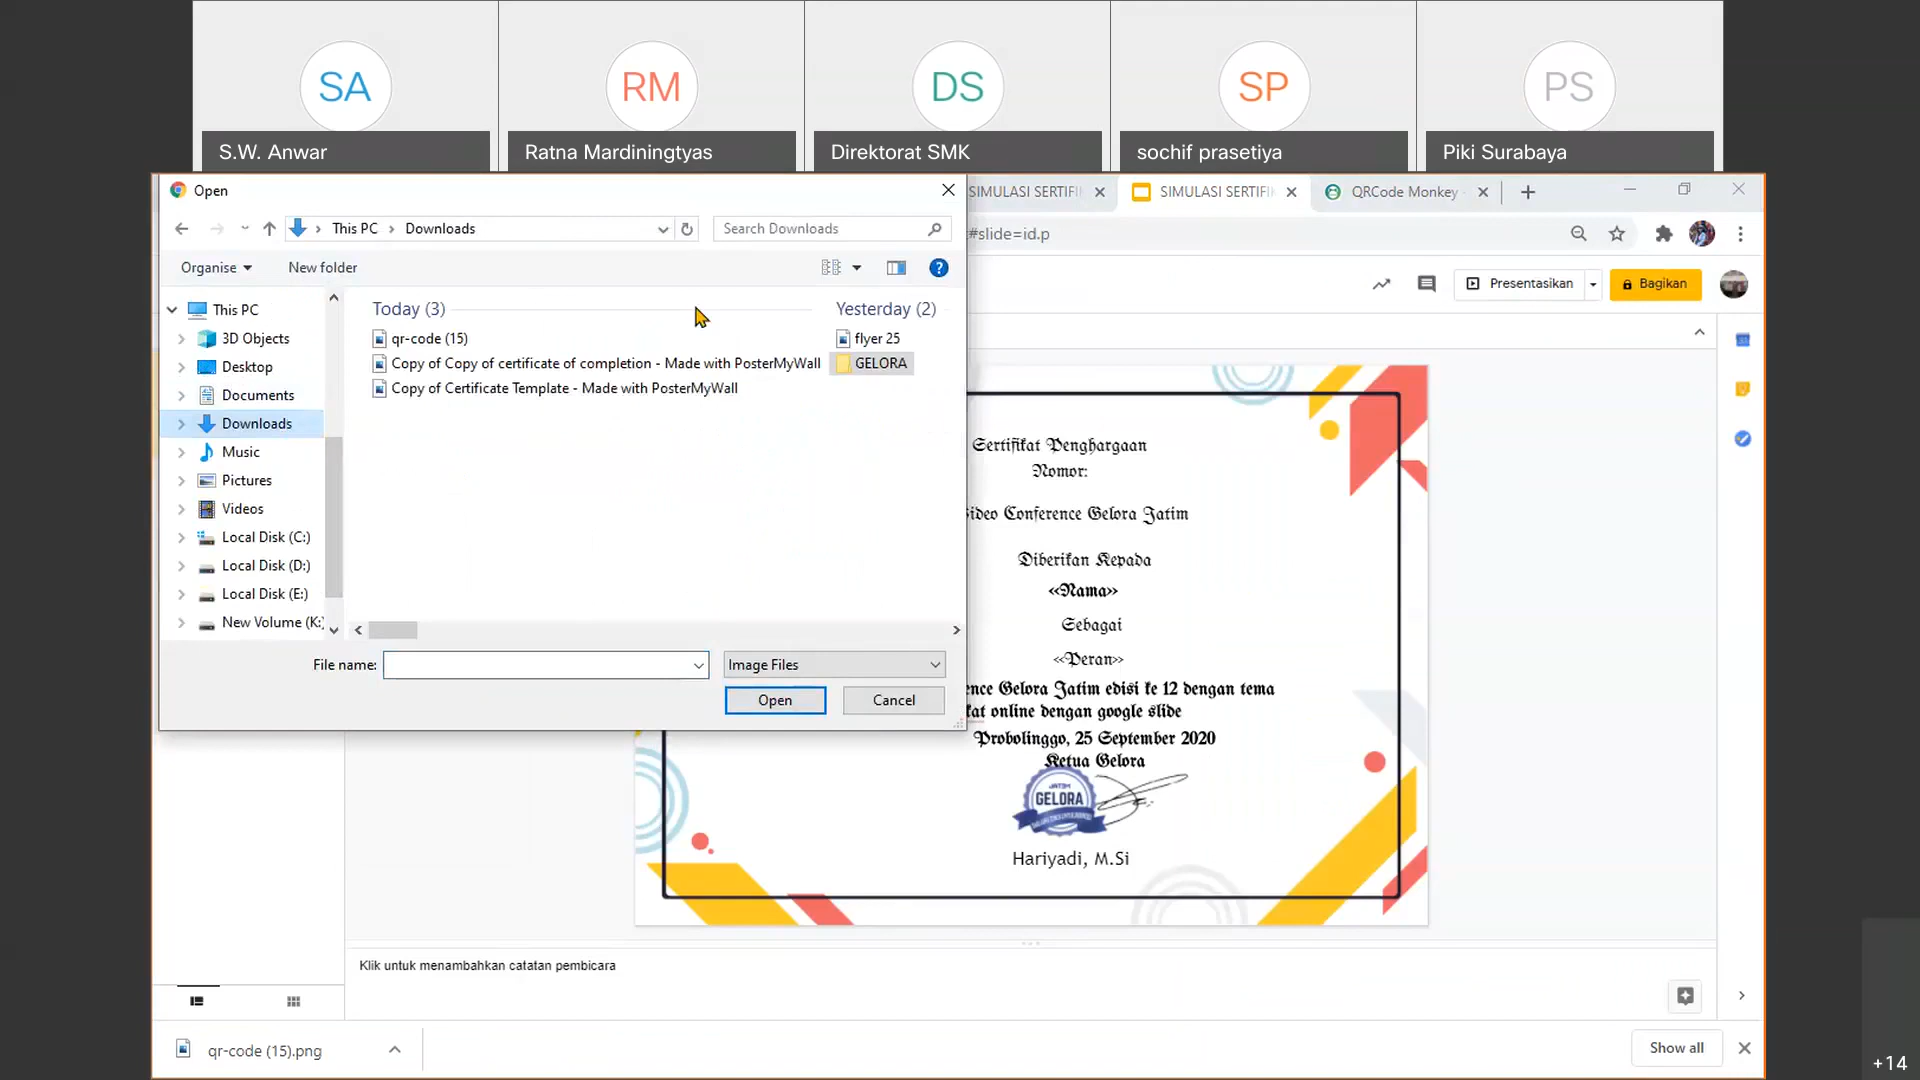 SA
RM
DS
SP
PS
S.W. Anwar
Ratna Mardiningtyas
Direktorat SMK
sochif prasetiya
Piki Surabaya
Open
SIMULASI SERTIFI
SIMULASI SERTIFI
QRCode Monkey
This PC
Downloads
Search Downloads
#slide=id.p
Organise
New folder
Presentasikan
Bagikan
This PC
3D Objects
Desktop
Documents
Downloads
Music
Pictures
Videos
Local Disk (C:)
Local Disk (D:)
Local Disk (E:)
New Volume (K:)
Today (3)
qr-code (15)
Copy of Copy of certificate of completion - Made with PosterMyWall
Copy of Certificate Template - Made with PosterMyWall
Yesterday (2)
flyer 25
GELORA
File name:
Image Files
Open
Cancel
Sertifikat Penghargaan
Nomor:
ideo Conference Gelora Jatim
Diberikan Kepada
<<Nama>>
Sebagai
<<Peran>>
ence Gelora Jatim edisi ke 12 dengan tema
kat online dengan google slide
Probolinggo, 25 September 2020
Ketua Gelora
JATIM
GELORA
Hariyadi, M.Si
Klik untuk menambahkan catatan pembicara
qr-code (15).png
Show all
+14